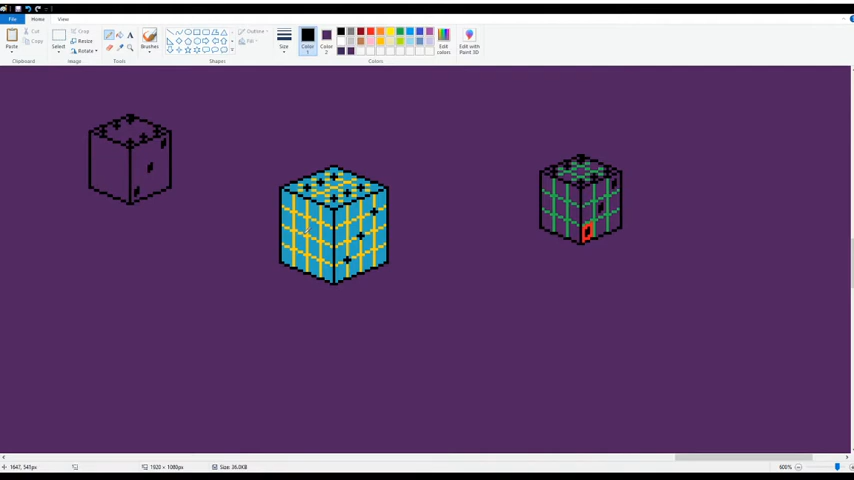 File Home View
Paste
Cut
Copy
Clipboard
Select
Crop
Resize
Rotate
Image
A
Tools
Brushes
Outline
Fill
Shapes
Size
Color
1
Color
2
Edit
colors
Edit with
Paint 3D
Colors
1647, 541px
1920 × 1080px
Size: 36.0KB
600%